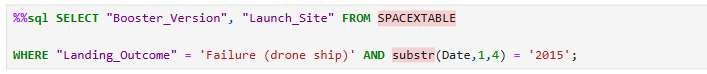 %%sql SELECT "Booster_Version", "Launch_Site" FROM SPACEXTABLE
WHERE "Landing_Outcome" = 'Failure (drone ship)' AND substr(Date,1,4) = '2015';